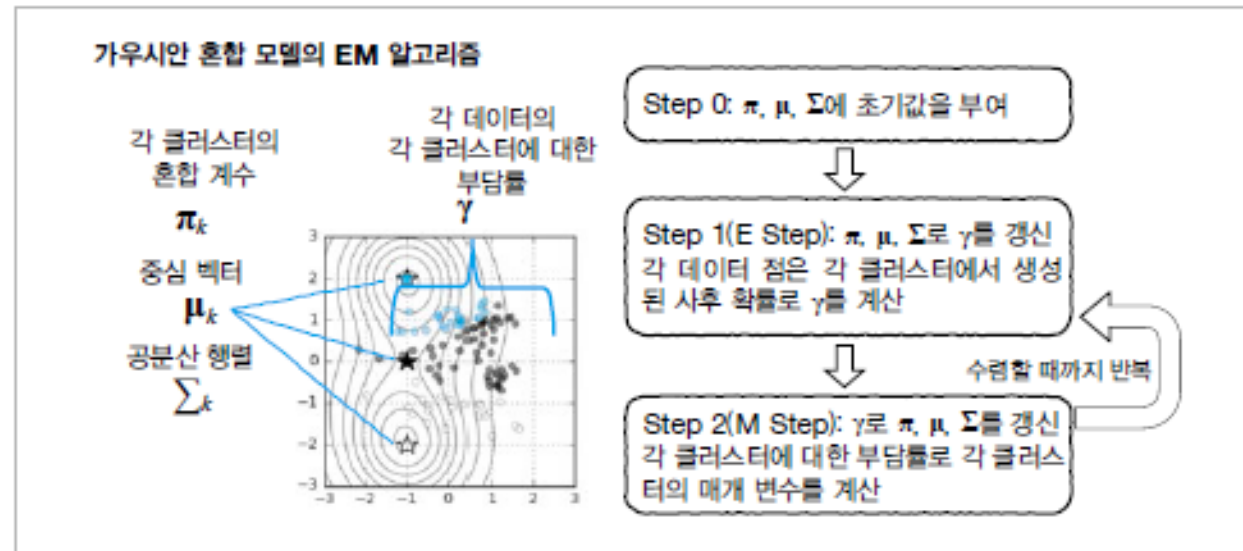 가우시안 혼합 모델의 EM 알고리즘
각 클러스터의
혼합 계수
π_k
중심 벡터
μ_k
공분산 행렬
∑_k
각 데이터의
각 클러스터에 대한
부담률
γ
3
2
1
0
−1
−2
−3
−3
−2
−1
0
1
2
3
Step 0: π, μ, Σ에 초기값을 부여
Step 1(E Step): π, μ, Σ로 γ를 갱신
각 데이터 점은 각 클러스터에서 생성
된 사후 확률로 γ를 계산
수렴할 때까지 반복
Step 2(M Step): γ로 π, μ, Σ를 갱신
각 클러스터에 대한 부담률로 각 클러스
터의 매개 변수를 계산